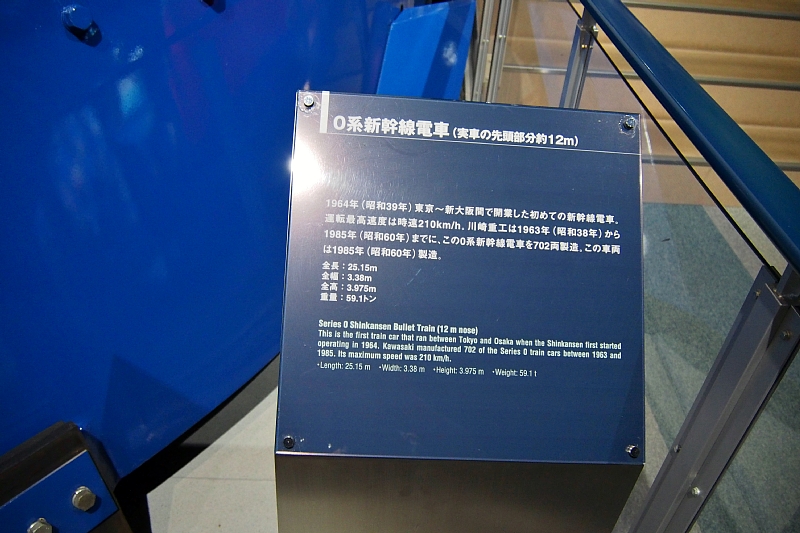 0系新幹線電車(実車の先頭部分約12m)
1964年(昭和39年)東京～新大阪間で開業した初めての新幹線電車。
運転最高速度は時速210km/h。川崎重工は1963年(昭和38年)から
1985年(昭和60年)までに、この0系新幹線電車を702両製造。この車両
は1985年(昭和60年)製造。
全長：25.15m
全幅：3.38m
全高：3.975m
重量：59.1トン
Series 0 Shinkansen Bullet Train (12 m nose)
This is the first train car that ran between Tokyo and Osaka when the Shinkansen first started
operating in 1964. Kawasaki manufactured 702 of the Series 0 train cars between 1963 and
1985. Its maximum speed was 210 km/h.
・Length: 25.15 m ・Width: 3.38 m ・Height: 3.975 m ・Weight: 59.1 t